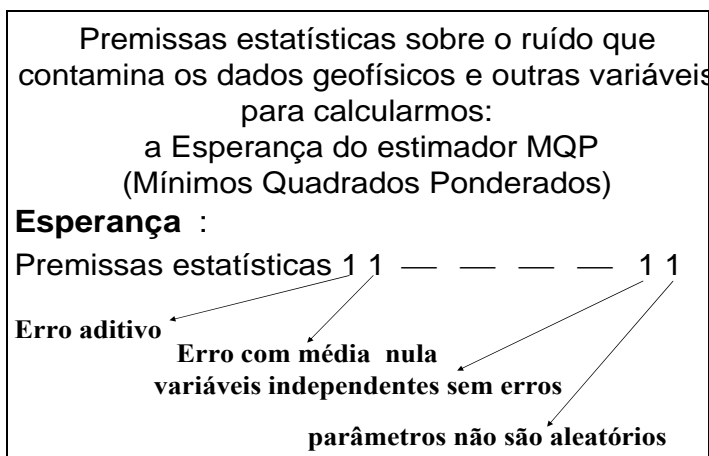 Premissas estatísticas sobre o ruído que
contamina os dados geofísicos e outras variáveis
para calcularmos:
a Esperança do estimador MQP
(Mínimos Quadrados Ponderados)
Esperança :
Premissas estatísticas 1 1 — — — — — 1 1
Erro aditivo
Erro com média nula
variáveis independentes sem erros
parâmetros não são aleatórios